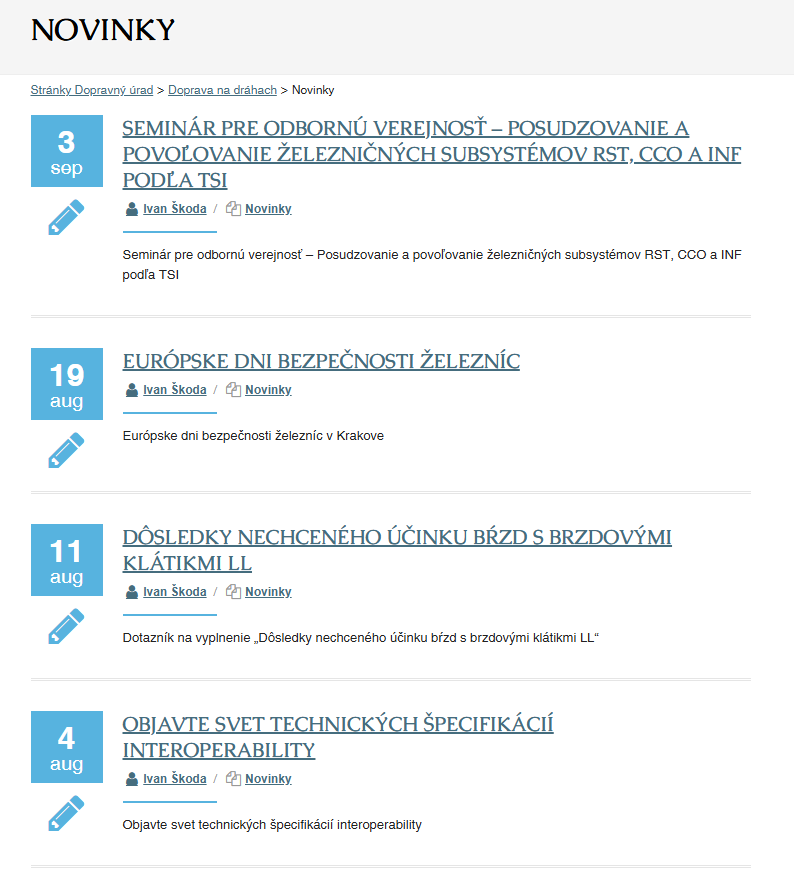 NOVINKY
Stránky Dopravný úrad > Doprava na dráhach > Novinky
3
sep
SEMINÁR PRE ODBORNÚ VEREJNOSŤ – POSUDZOVANIE A
POVOĽOVANIE ŽELEZNIČNÝCH SUBSYSTÉMOV RST, CCO A INF
PODĽA TSI
Ivan Škoda / Novinky
Seminár pre odbornú verejnosť – Posudzovanie a povoľovanie železničných subsystémov RST, CCO a INF
podľa TSI
19
aug
EURÓPSKE DNI BEZPEČNOSTI ŽELEZNÍC
Ivan Škoda / Novinky
Európske dni bezpečnosti železníc v Krakove
11
aug
DÔSLEDKY NECHCENÉHO ÚČINKU BŔZD S BRZDOVÝMI
KLÁTIKMI LL
Ivan Škoda / Novinky
Dotazník na vyplnenie „Dôsledky nechceného účinku bŕzd s brzdovými klátikmi LL“
4
aug
OBJAVTE SVET TECHNICKÝCH ŠPECIFIKÁCIÍ
INTEROPERABILITY
Ivan Škoda / Novinky
Objavte svet technických špecifikácií interoperability